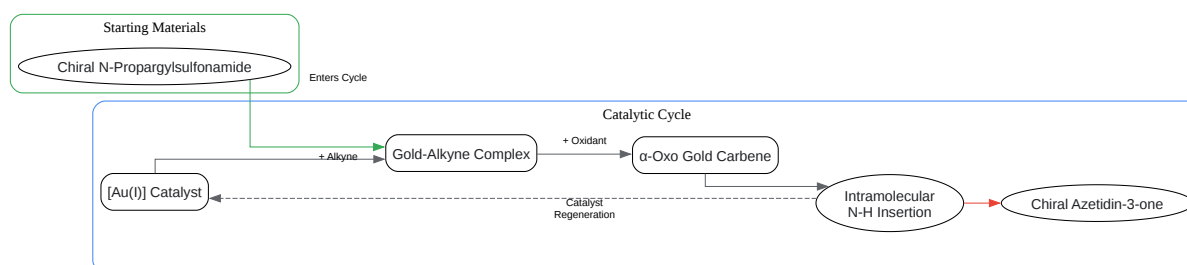 Starting Materials
Chiral N-Propargylsulfonamide
Enters Cycle
Catalytic Cycle
+ Oxidant
+ Alkyne
Gold-Alkyne Complex
α-Oxo Gold Carbene
[Au(I)] Catalyst
Catalyst
Regeneration
Intramolecular
N-H Insertion
Chiral Azetidin-3-one